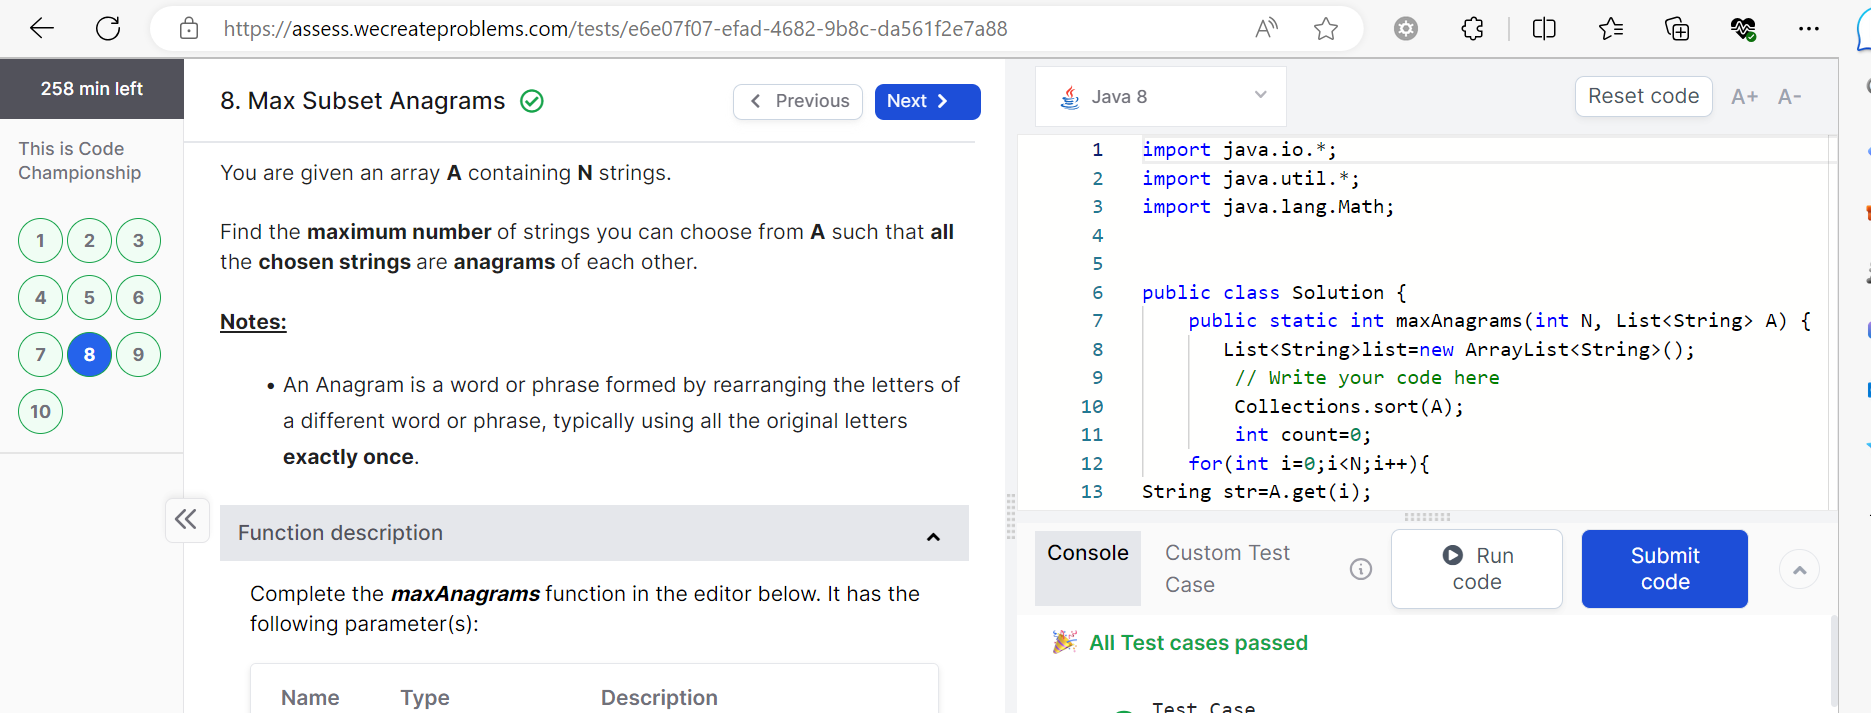 https://assess.wecreateproblems.com/tests/e6e07f07-efad-4682-9b8c-da561f2e7a88
258 min left
This is Code
Championship
1 2 3
4 5 6
7 8 9
10
8. Max Subset Anagrams
Previous
Next
You are given an array A containing N strings.
Find the maximum number of strings you can choose from A such that all
the chosen strings are anagrams of each other.
Notes:
• An Anagram is a word or phrase formed by rearranging the letters of
a different word or phrase, typically using all the original letters
exactly once.
Function description
Complete the maxAnagrams function in the editor below. It has the
following parameter(s):
Name Type Description
Java 8
Reset code A+ A-
1 import java.io.*;
2 import java.util.*;
3 import java.lang.Math;
4
5
6 public class Solution {
7 public static int maxAnagrams(int N, List<String> A) {
8 List<String>list=new ArrayList<String>();
9 // Write your code here
10 Collections.sort(A);
11 int count=0;
12 for(int i=0;i<N;i++){
13 String str=A.get(i);
Console
Custom Test
Case
Run
code
Submit
code
All Test cases passed
Test Case